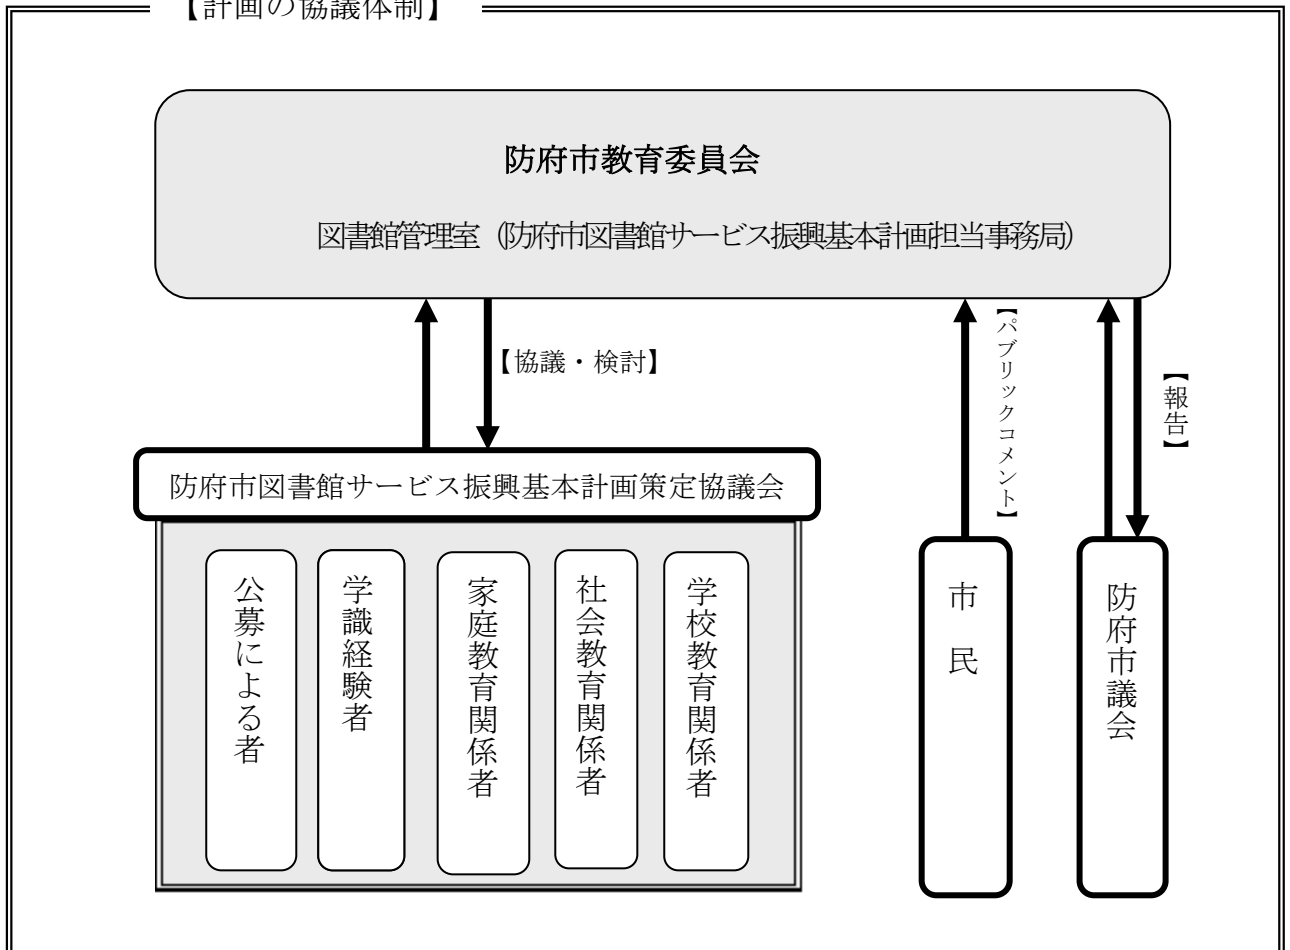 【計画の協議体制】
防府市教育委員会
図書館管理室（防府市図書館サービス振興基本計画担当事務局）
【協議・検討】
【パブリックコメント】
【報告】
防府市図書館サービス振興基本計画策定協議会
公募による者
学識経験者
家庭教育関係者
社会教育関係者
学校教育関係者
市民
防府市議会